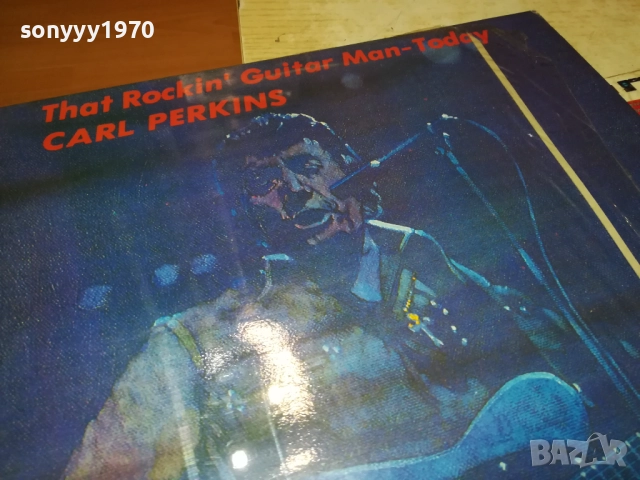 sonyyy1970
That Rockin' Guitar Man-Today
CARL PERKINS
BAZAR